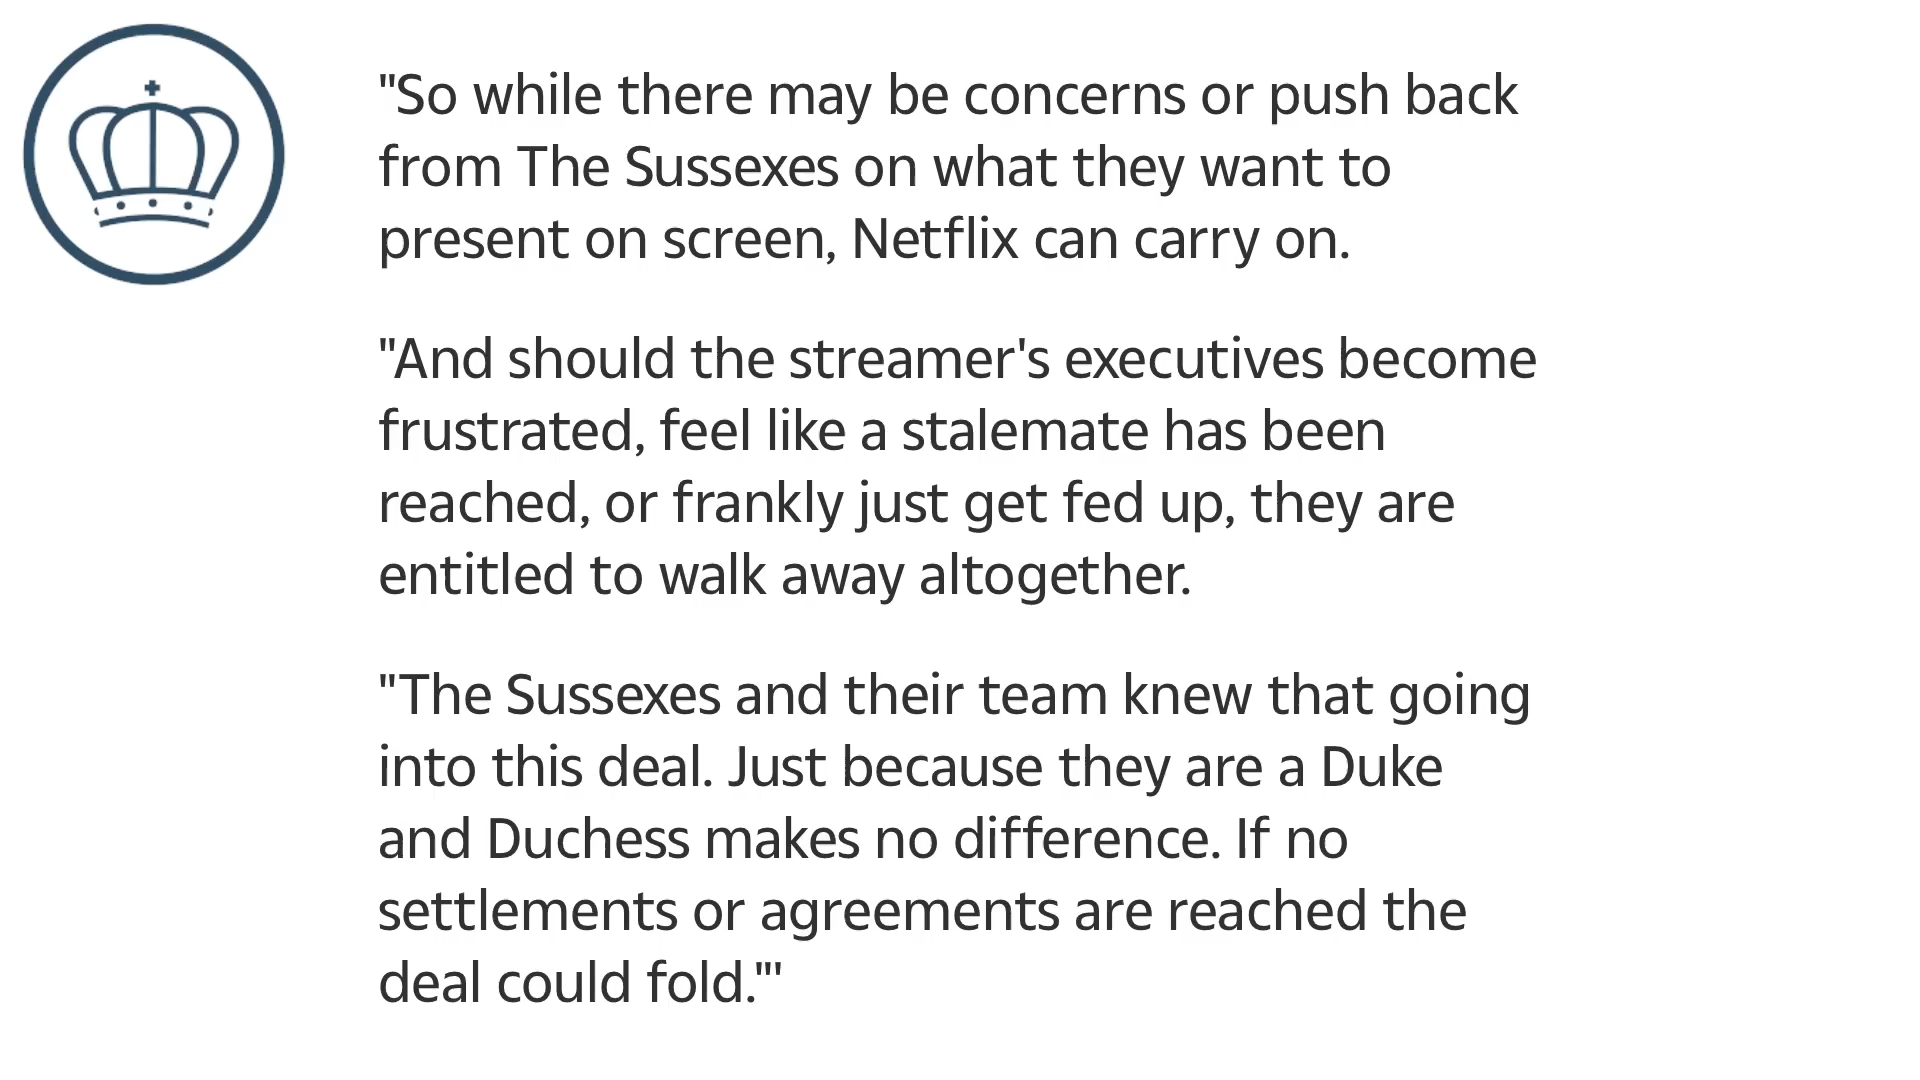 "So while there may be concerns or push back
from The Sussexes on what they want to
present on screen, Netflix can carry on.
"And should the streamer's executives become
frustrated, feel like a stalemate has been
reached, or frankly just get fed up, they are
entitled to walk away altogether.
"The Sussexes and their team knew that going
into this deal. Just because they are a Duke
and Duchess makes no difference. If no
settlements or agreements are reached the
deal could fold."'